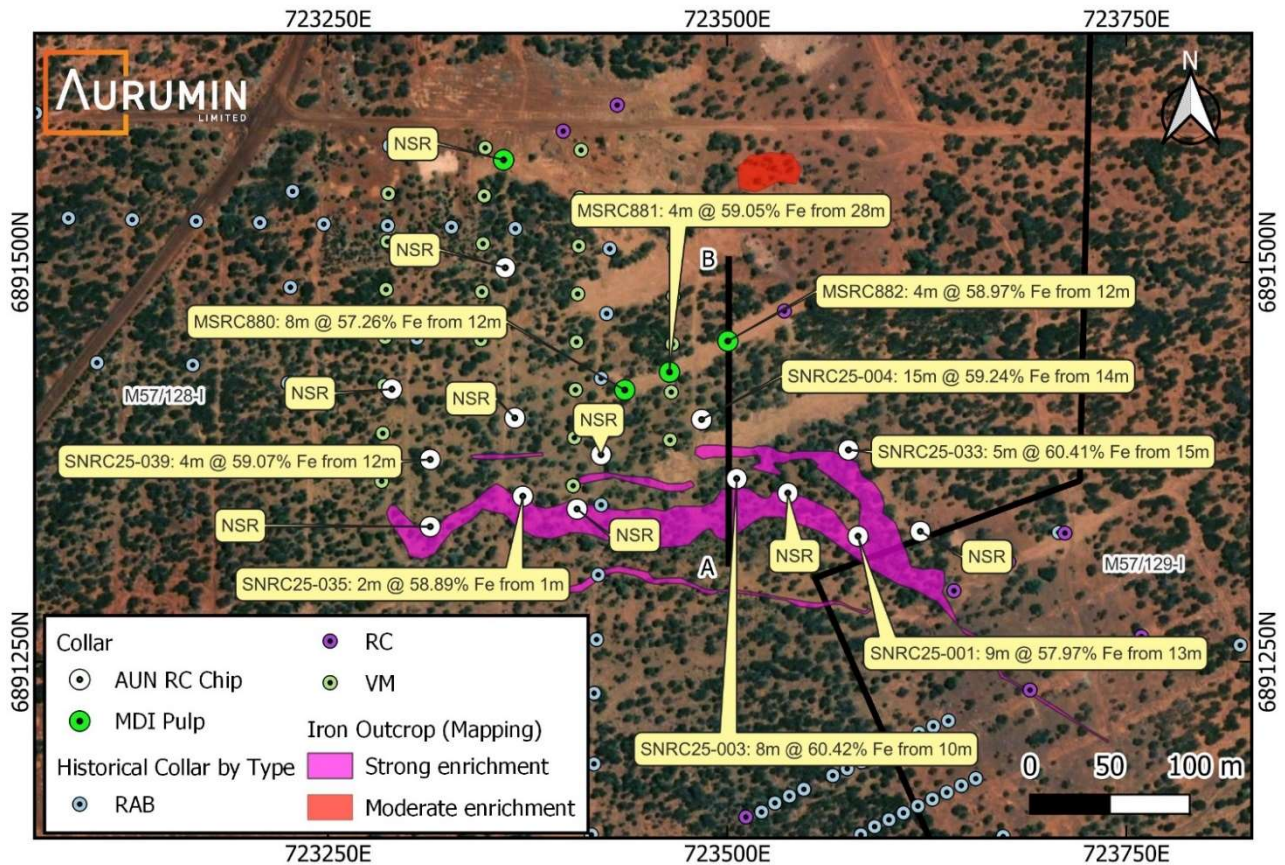 723250E
723500E
723750E
AURUMIN
LIMITED
N
NSR
MSRC881: 4m @ 59.05% Fe from 28m
NSR
6891500N
6891500N
B
MSRC882: 4m @ 58.97% Fe from 12m
MSRC880: 8m @ 57.26% Fe from 12m
SNRC25-004: 15m @ 59.24% Fe from 14m
M57/128-I
NSR
NSR
NSR
SNRC25-039: 4m @ 59.07% Fe from 12m
SNRC25-033: 5m @ 60.41% Fe from 15m
NSR
NSR
NSR
NSR
A
M57/129-I
SNRC25-035: 2m @ 58.89% Fe from 1m
SNRC25-001: 9m @ 57.97% Fe from 13m
6891250N
6891250N
SNRC25-003: 8m @ 60.42% Fe from 10m
Collar
AUN RC Chip
MDI Pulp
Historical Collar by Type
RAB
RC
VM
Iron Outcrop (Mapping)
Strong enrichment
Moderate enrichment
0 50 100 m
723250E
723500E
723750E